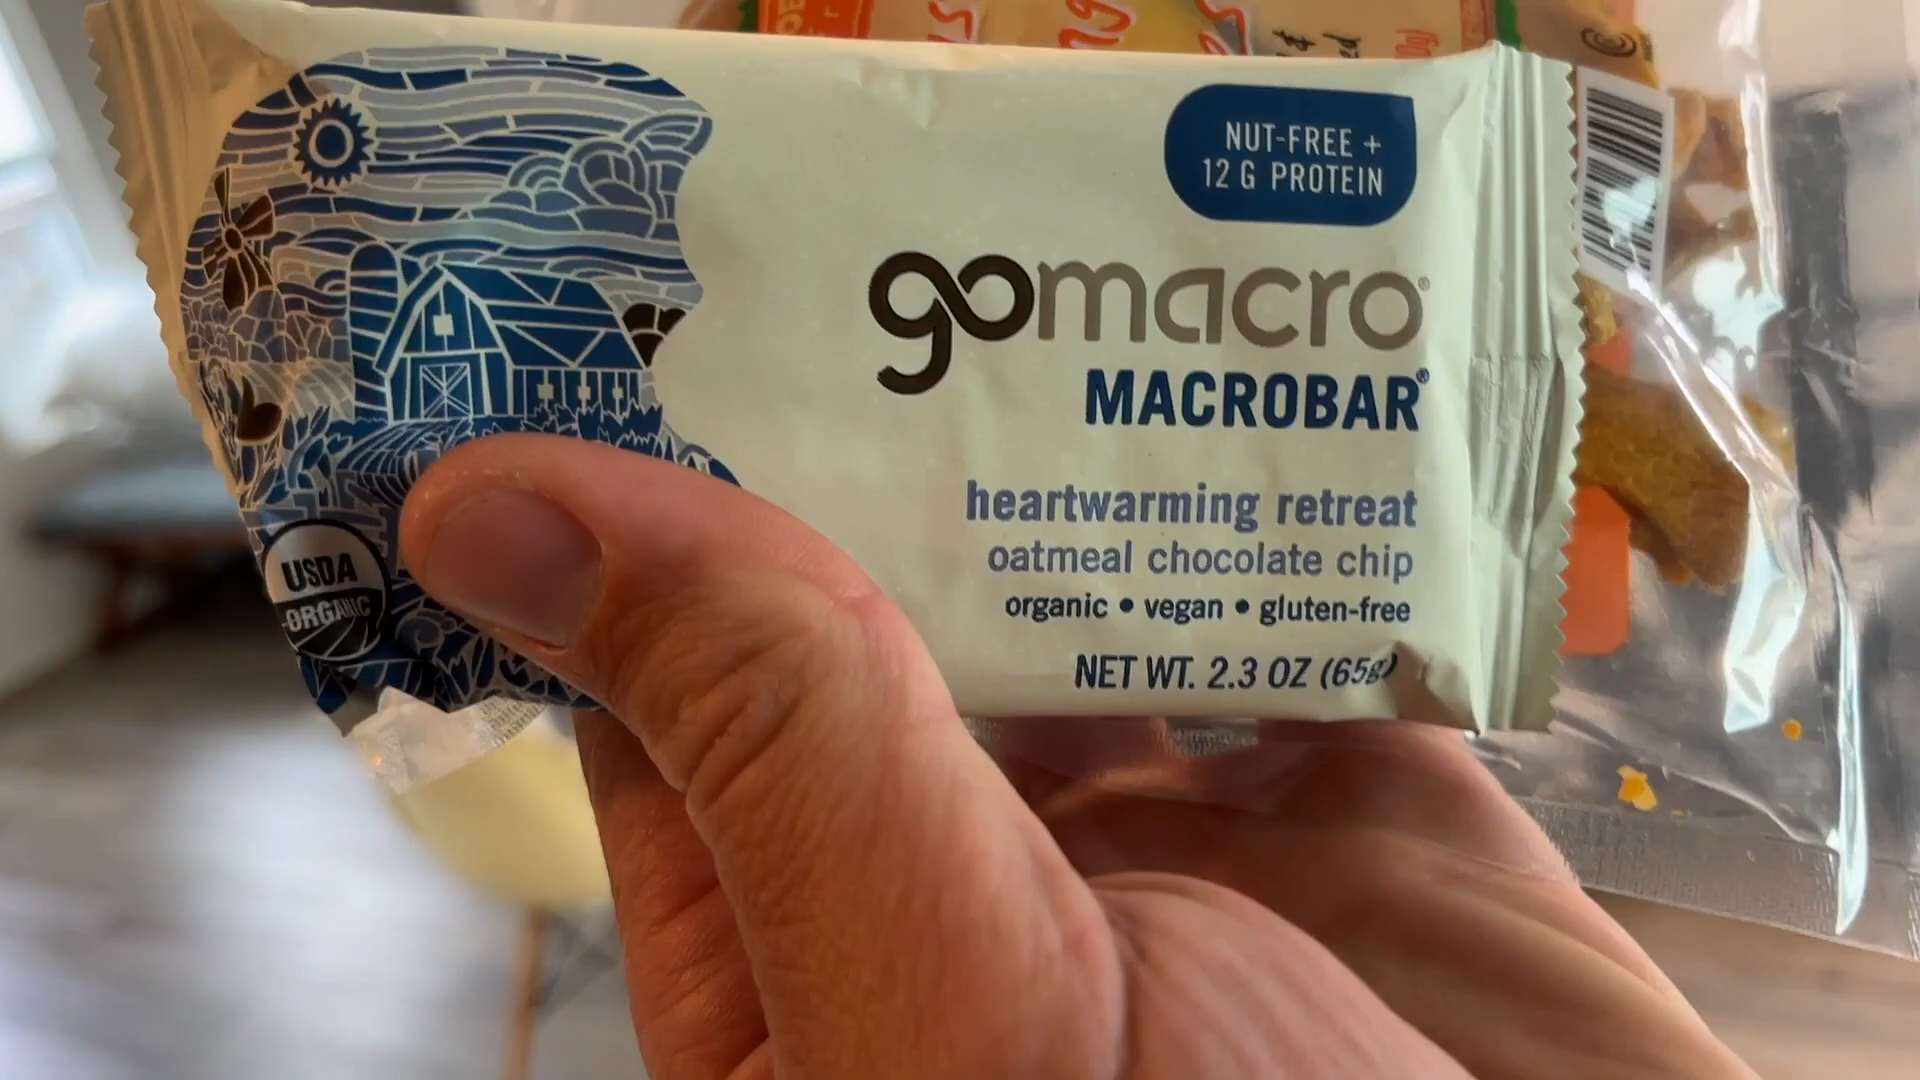 NUT-FREE +
12 G PROTEIN
gomacro®
MACROBAR®
heartwarming retreat
oatmeal chocolate chip
organic • vegan • gluten-free
NET WT. 2.3 OZ (65g)
USDA
ORGANIC